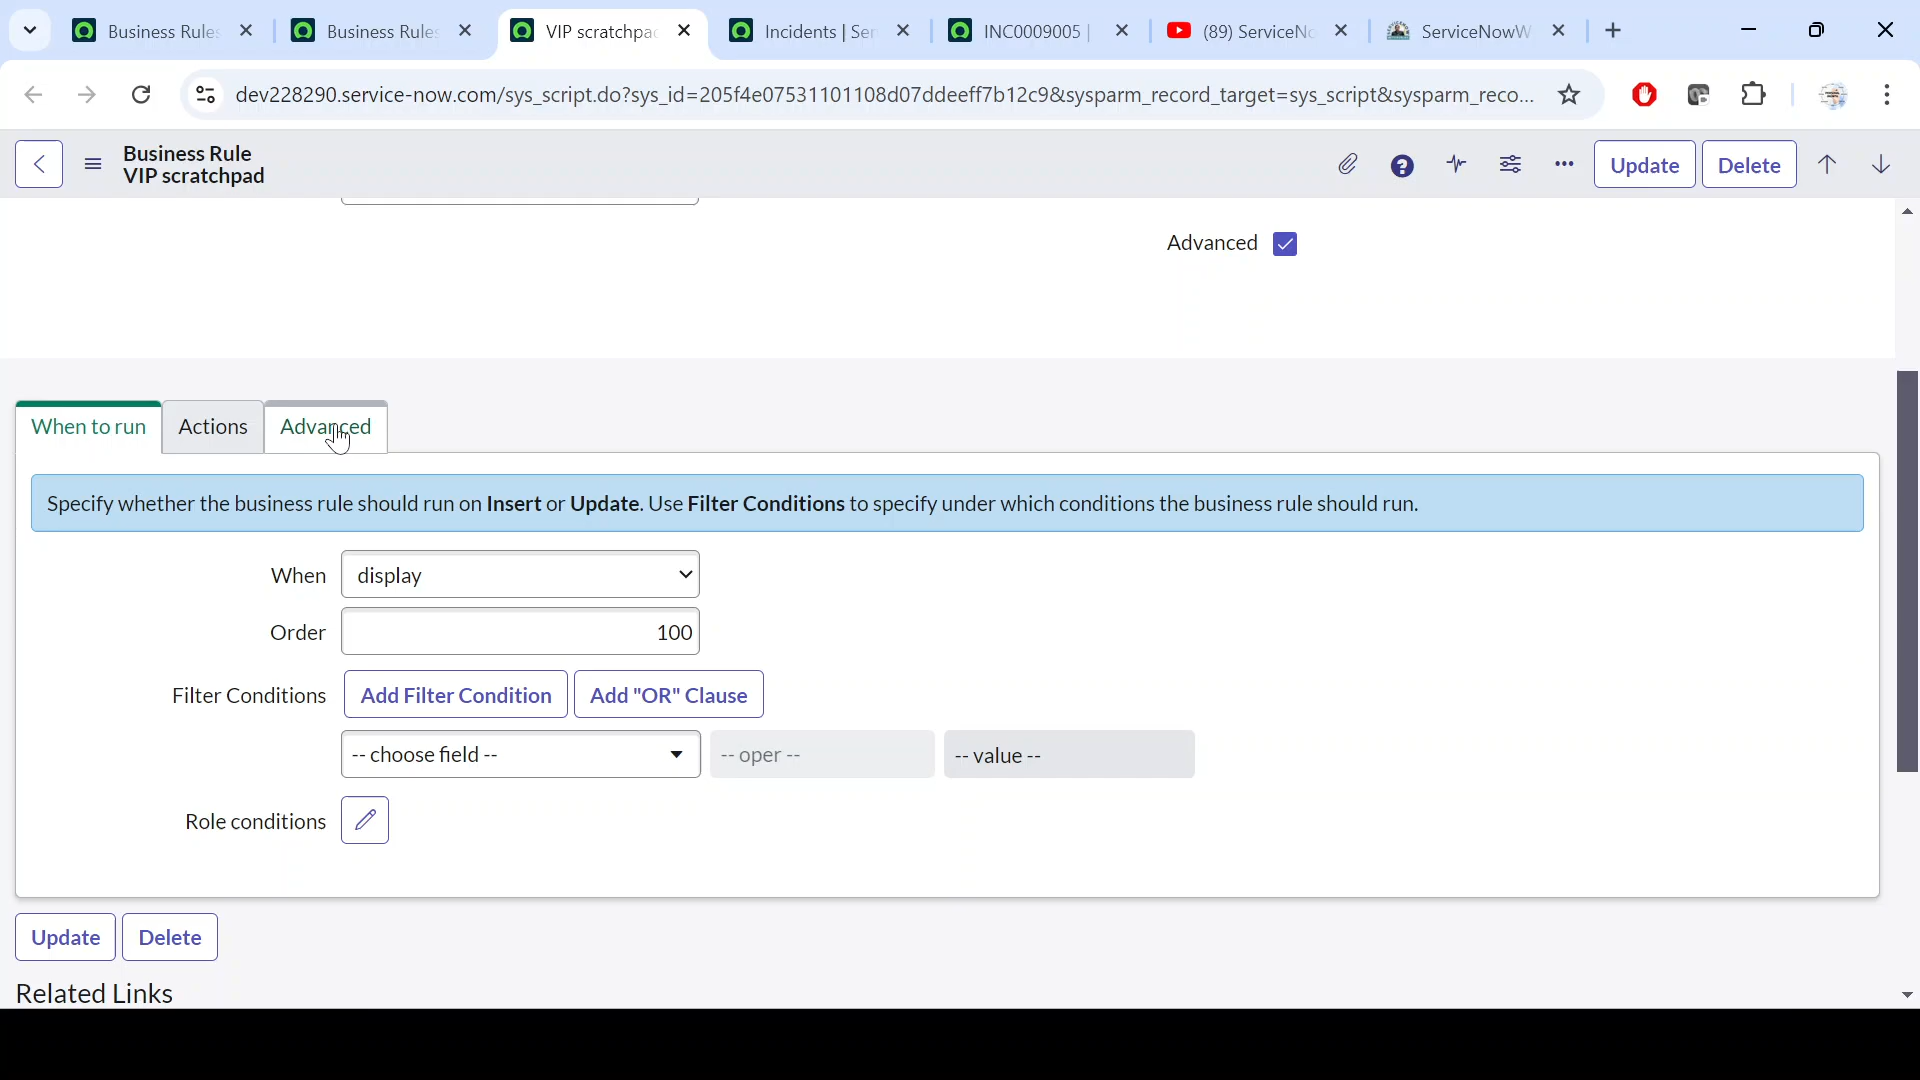 Business Rules
Business Rules
VIP scratchpa
Incidents | Ser
INC0009005 |
(89) ServiceNo
ServiceNowW
dev228290.service-now.com/sys_script.do?sys_id=205f4e07531101108d07ddeeff7b12c9&sysparm_record_target=sys_script&sysparm_reco...
Business Rule
VIP scratchpad
Update
Delete
Advanced
When to run
Actions
Advanced
Specify whether the business rule should run on Insert or Update. Use Filter Conditions to specify under which conditions the business rule should run.
When
display
Order
100
Filter Conditions
Add Filter Condition
Add "OR" Clause
-- choose field --
-- oper --
-- value --
Role conditions
Update
Delete
Related Links